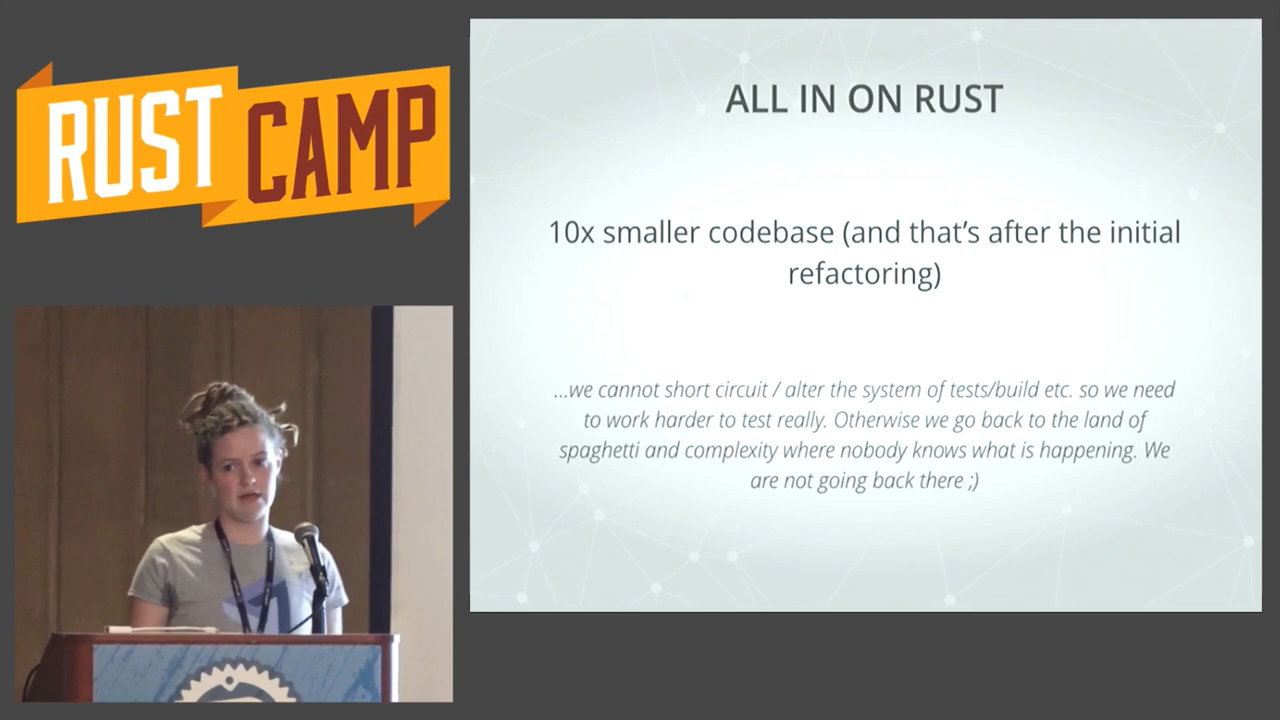 RUST CAMP
ALL IN ON RUST
10x smaller codebase (and that's after the initial
refactoring)
...we cannot short circuit / alter the system of tests/build etc. so we need
to work harder to test really. Otherwise we go back to the land of
spaghetti and complexity where nobody knows what is happening. We
are not going back there ;)